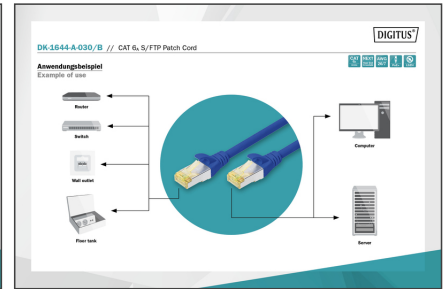 DIGITUS®
DK-1644-A-030/B // CAT 6A S/FTP Patch Cord
Anwendungsbeispiel
Example of use
Router
Switch
Wall outlet
Floor tank
Computer
Server